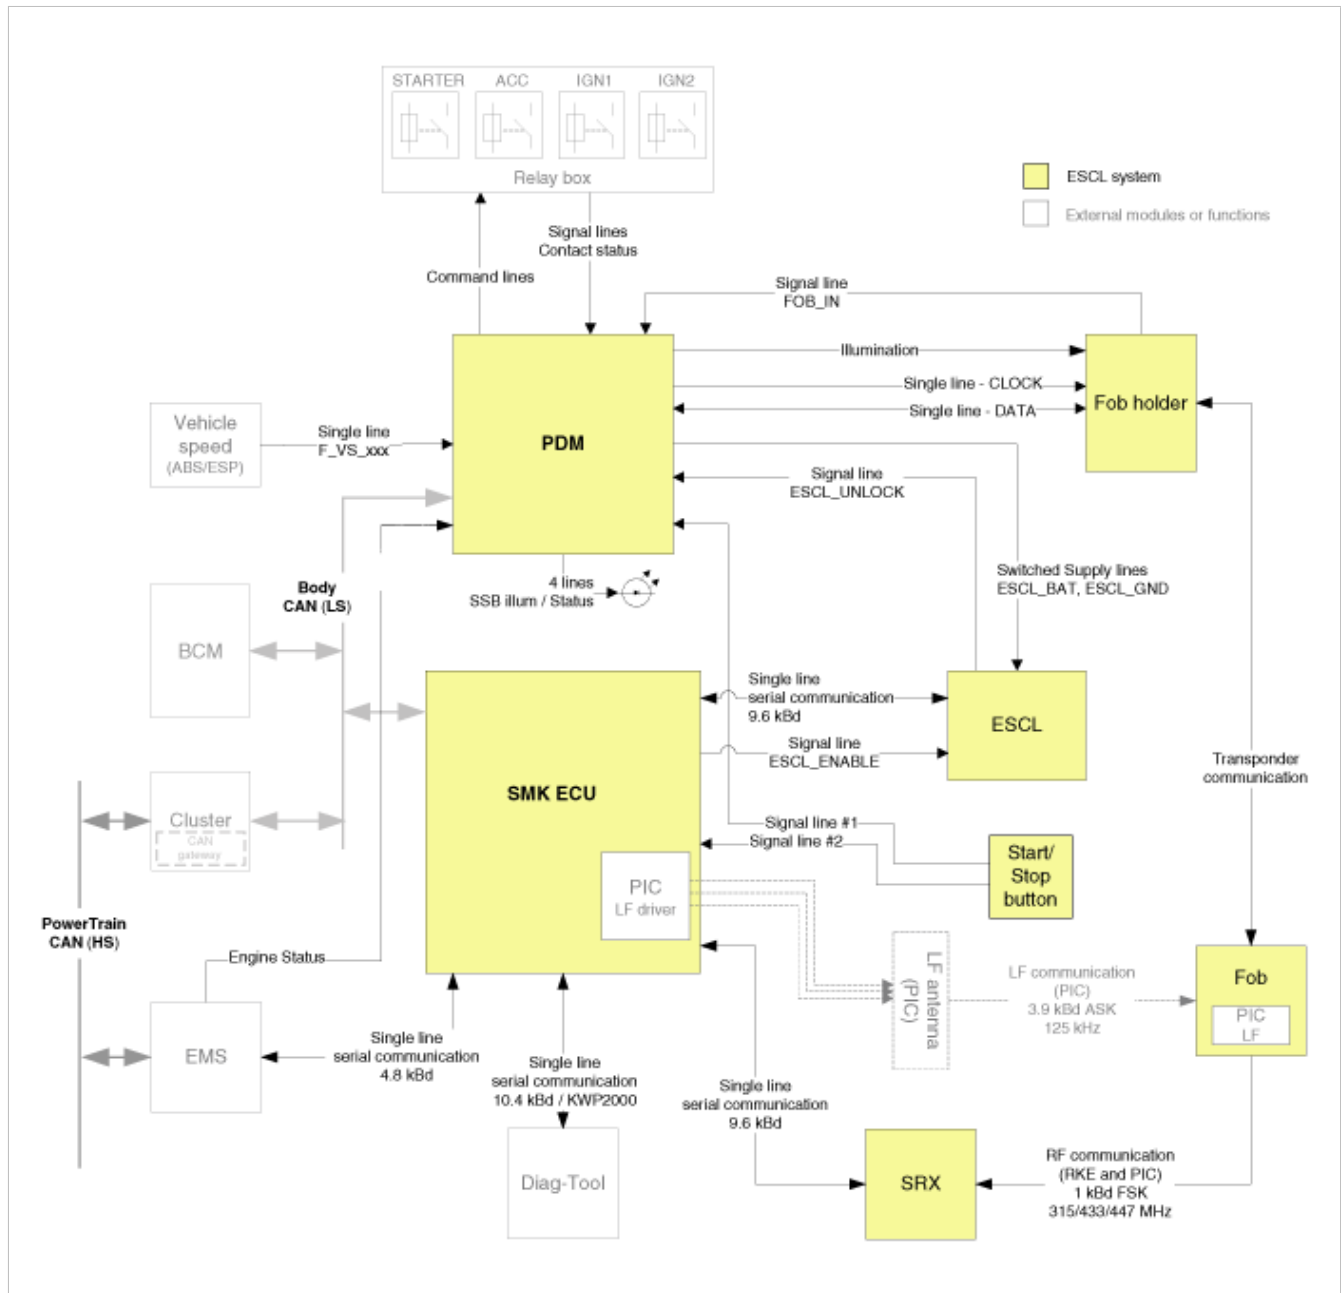 STARTER ACC IGN1 IGN2
Relay box
ESCL system
External modules or functions
Signal lines
Contact status
Command lines
Signal line
FOB_IN
Illumination
Single line - CLOCK
Single line - DATA
Fob holder
Vehicle
speed
(ABS/ESP)
Single line
F_VS_xxx
PDM
Signal line
ESCL_UNLOCK
Switched Supply lines
ESCL_BAT, ESCL_GND
4 lines
SSB illum / Status
Body
CAN (LS)
BCM
Single line
serial communication
9.6 kBd
ESCL
Signal line
ESCL_ENABLE
Transponder
communication
SMK ECU
Cluster
CAN
gateway
Signal line #1
Signal line #2
Start/
Stop
button
PIC
LF driver
PowerTrain
CAN (HS)
Engine Status
LF antenna
(PIC)
LF communication
(PIC)
3.9 kBd ASK
125 kHz
Fob
PIC
LF
EMS
Single line
serial communication
4.8 kBd
Single line
serial communication
10.4 kBd / KWP2000
Single line
serial communication
9.6 kBd
Diag-Tool
SRX
RF communication
(RKE and PIC)
1 kBd FSK
315/433/447 MHz